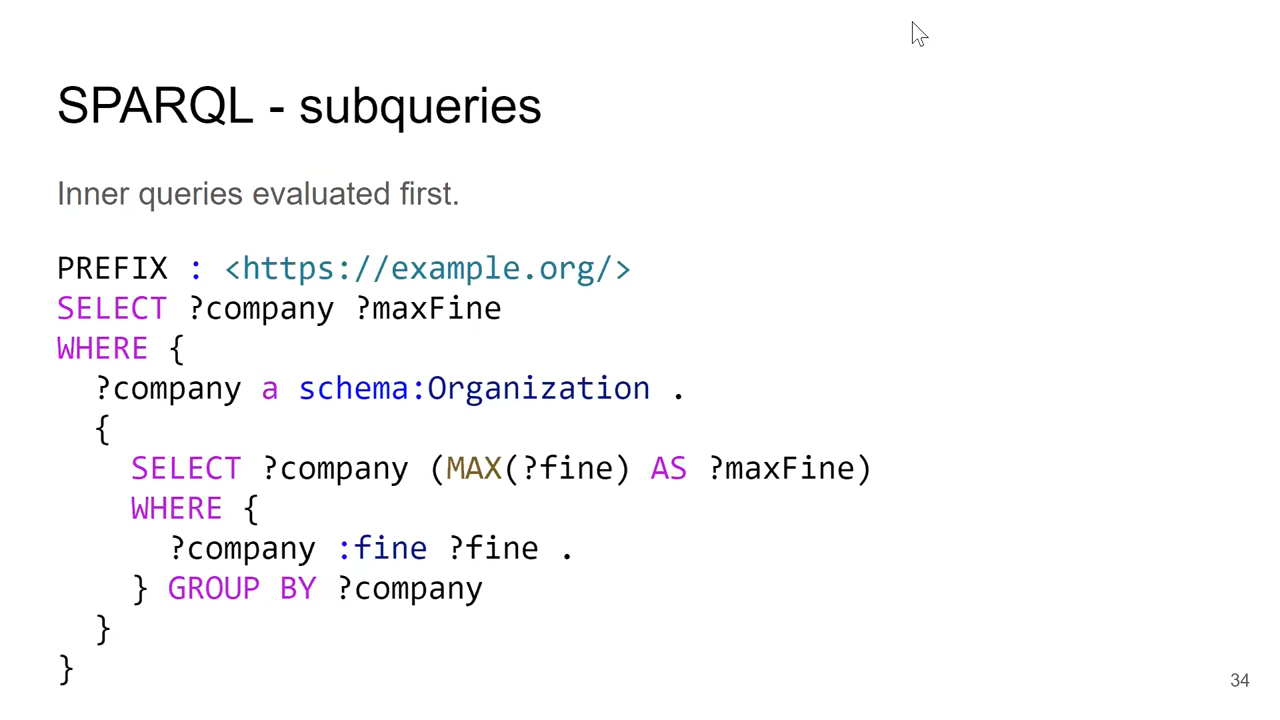 SPARQL - subqueries
Inner queries evaluated first.
PREFIX : <https://example.org/>
SELECT ?company ?maxFine
WHERE {
  ?company a schema:Organization .
  {
    SELECT ?company (MAX(?fine) AS ?maxFine)
    WHERE {
      ?company :fine ?fine .
    } GROUP BY ?company
  }
}
34